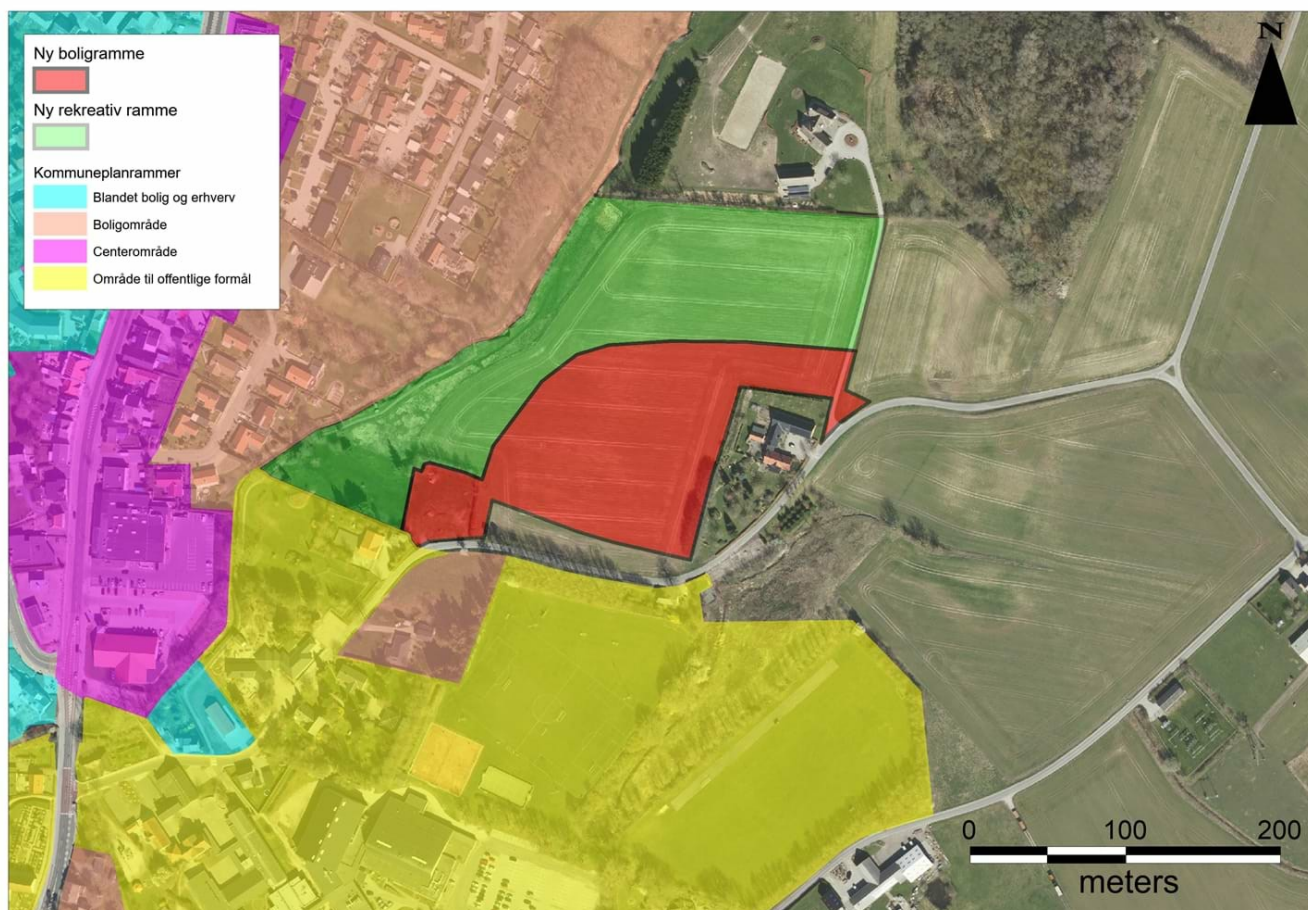 Ny boligramme
Ny rekreativ ramme
Kommuneplanrammer
Blandet bolig og erhverv
Boligområde
Centerområde
Område til offentlige formål
N
0 100 200
meters